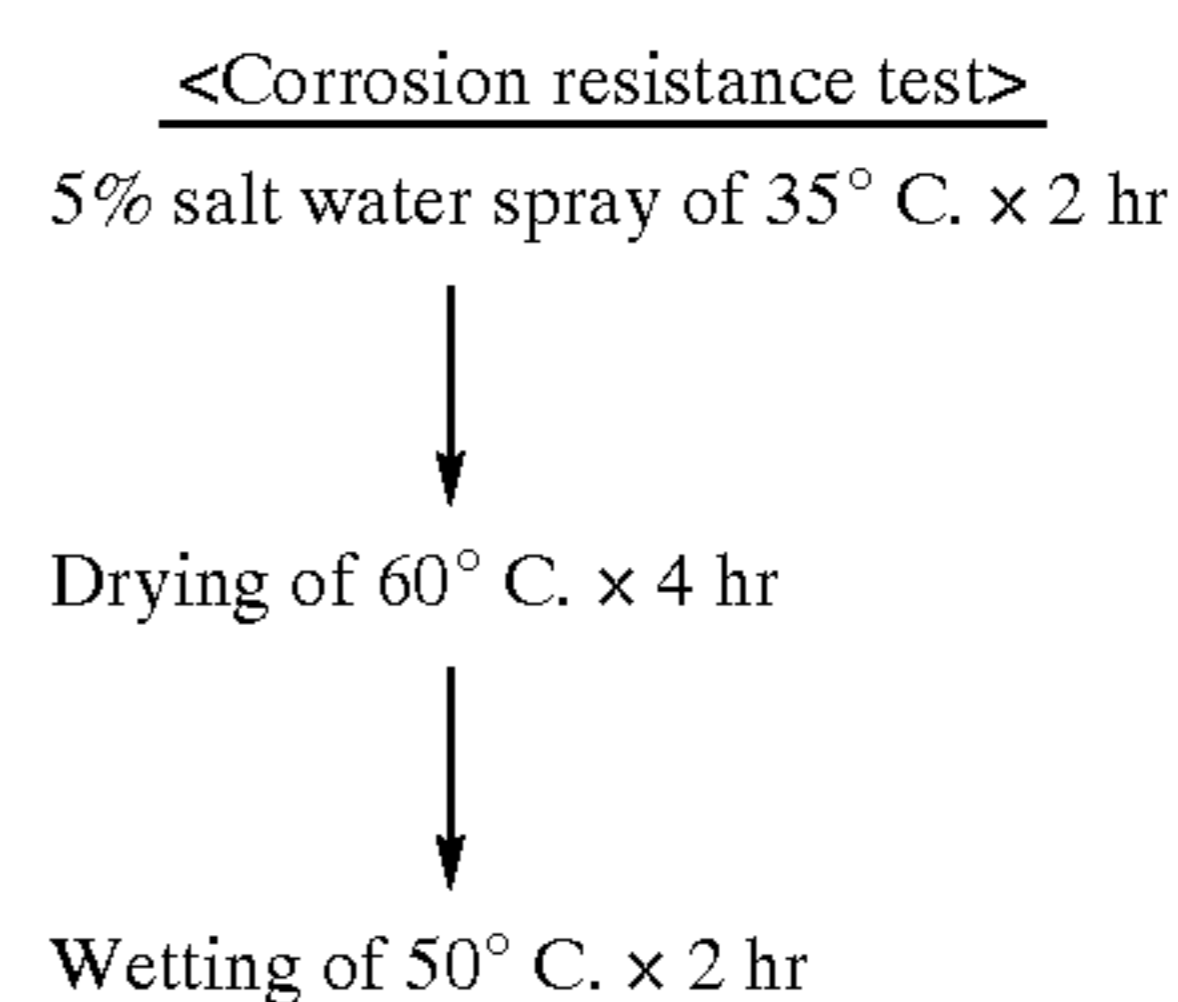 <Corrosion resistance test>
5% salt water spray of 35° C. × 2 hr
Drying of 60° C. × 4 hr
Wetting of 50° C. × 2 hr